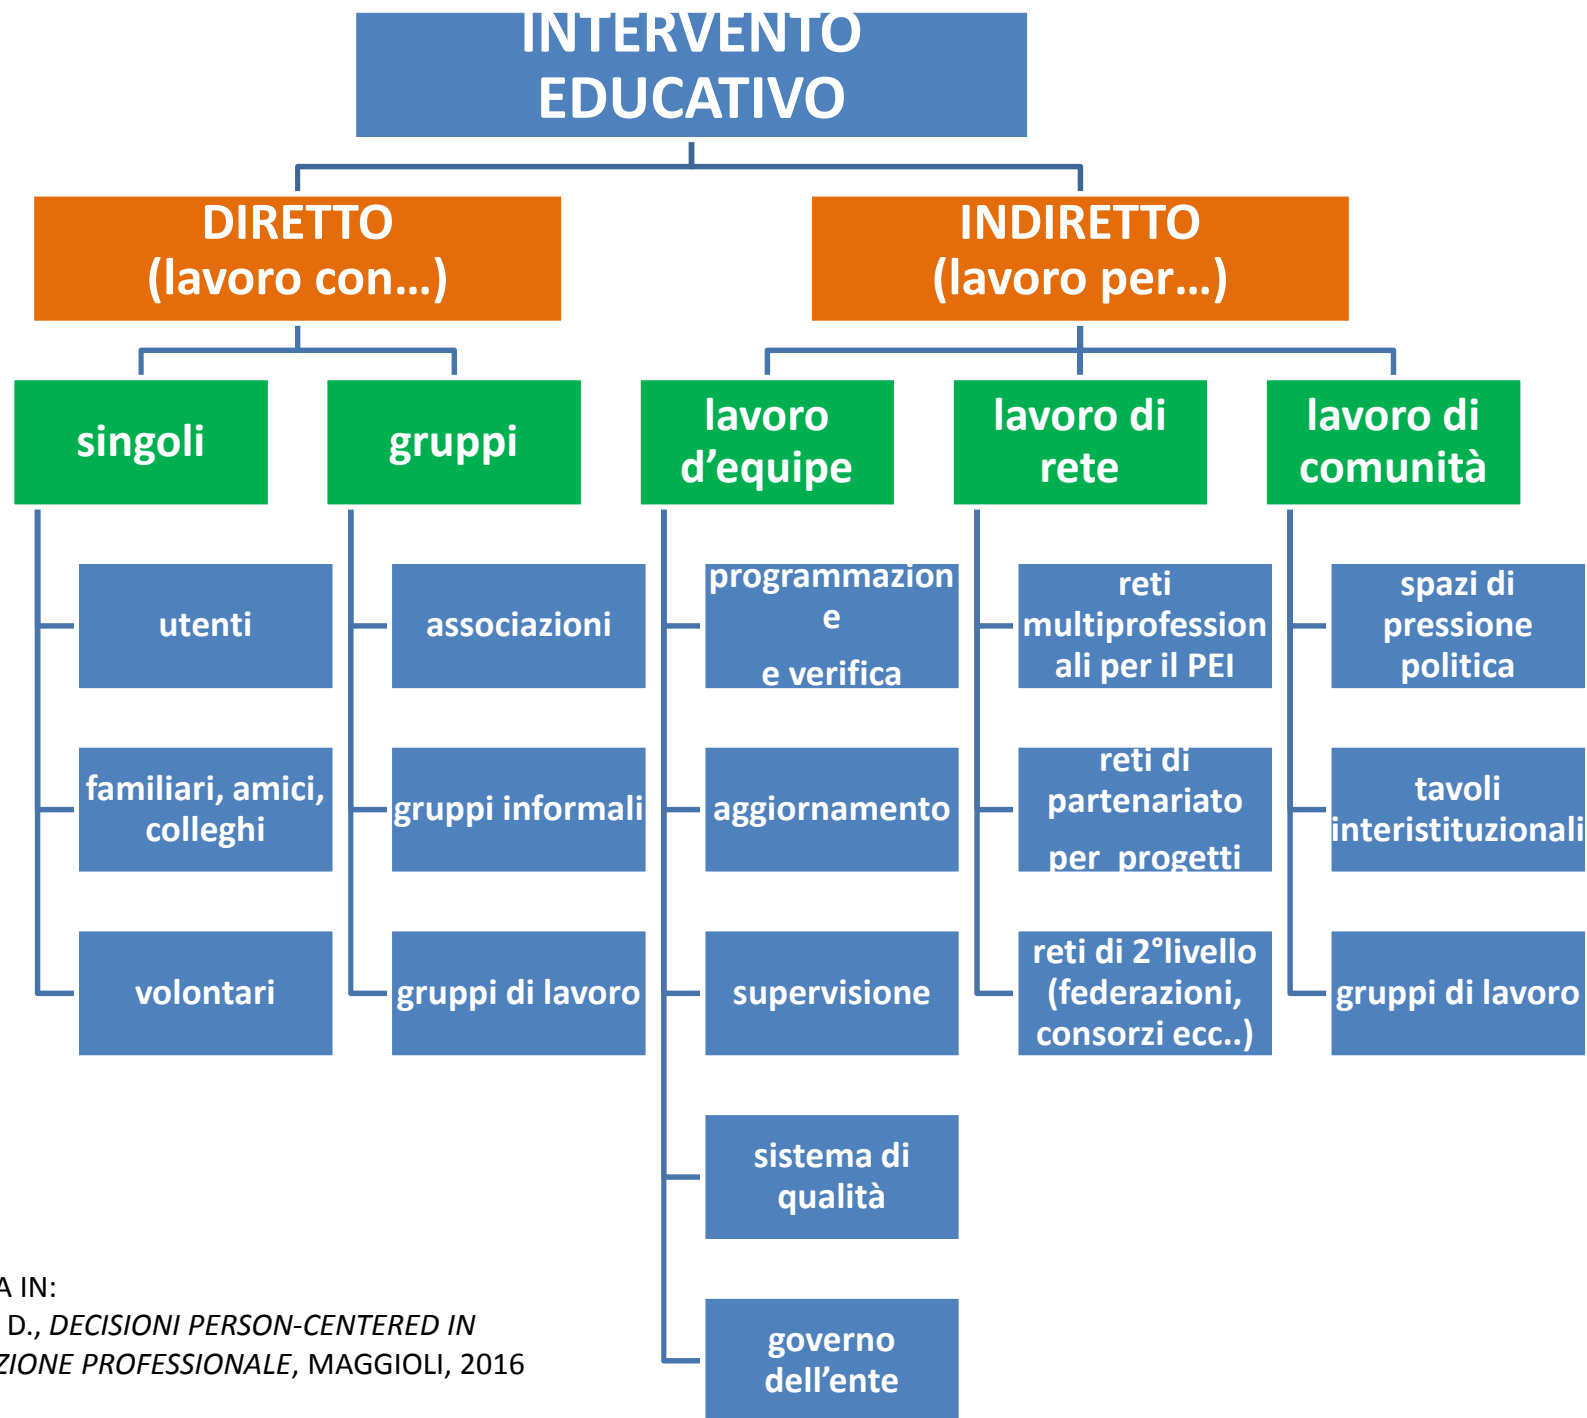 INTERVENTO
EDUCATIVO
DIRETTO
(lavoro con...)
INDIRETTO
(lavoro per...)
singoli
gruppi
lavoro
d’equipe
lavoro di
rete
lavoro di
comunità
utenti
familiari, amici,
colleghi
volontari
associazioni
gruppi informali
gruppi di lavoro
programmazion
e
e verifica
aggiornamento
supervisione
sistema di
qualità
governo
dell’ente
reti
multiprofession
ali per il PEI
reti di
partenariato
per progetti
reti di 2°livello
(federazioni,
consorzi ecc..)
spazi di
pressione
politica
tavoli
interistituzionali
gruppi di lavoro
A IN:
D., DECISIONI PERSON-CENTERED IN
ZIONE PROFESSIONALE, MAGGIOLI, 2016